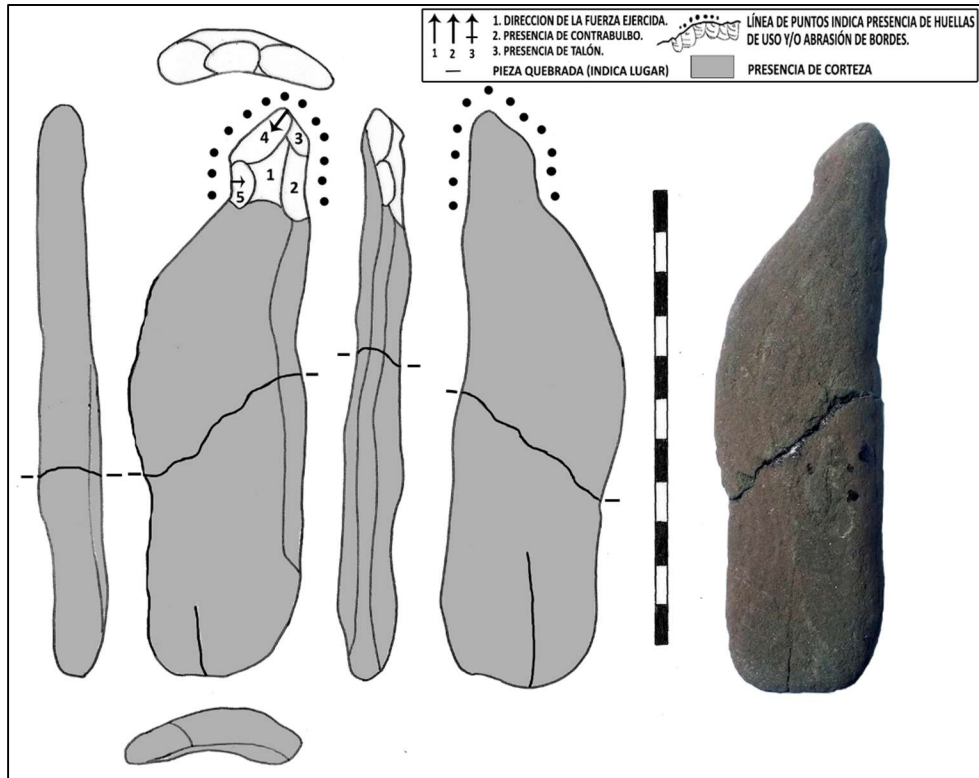 1. DIRECCION DE LA FUERZA EJERCIDA.
2. PRESENCIA DE CONTRABULBO.
3. PRESENCIA DE TALÓN.
1 2 3
PIEZA QUEBRADA (INDICA LUGAR)
LÍNEA DE PUNTOS INDICA PRESENCIA DE HUELLAS
DE USO Y/O ABRASIÓN DE BORDES.
PRESENCIA DE CORTEZA
4 3
1 2
5